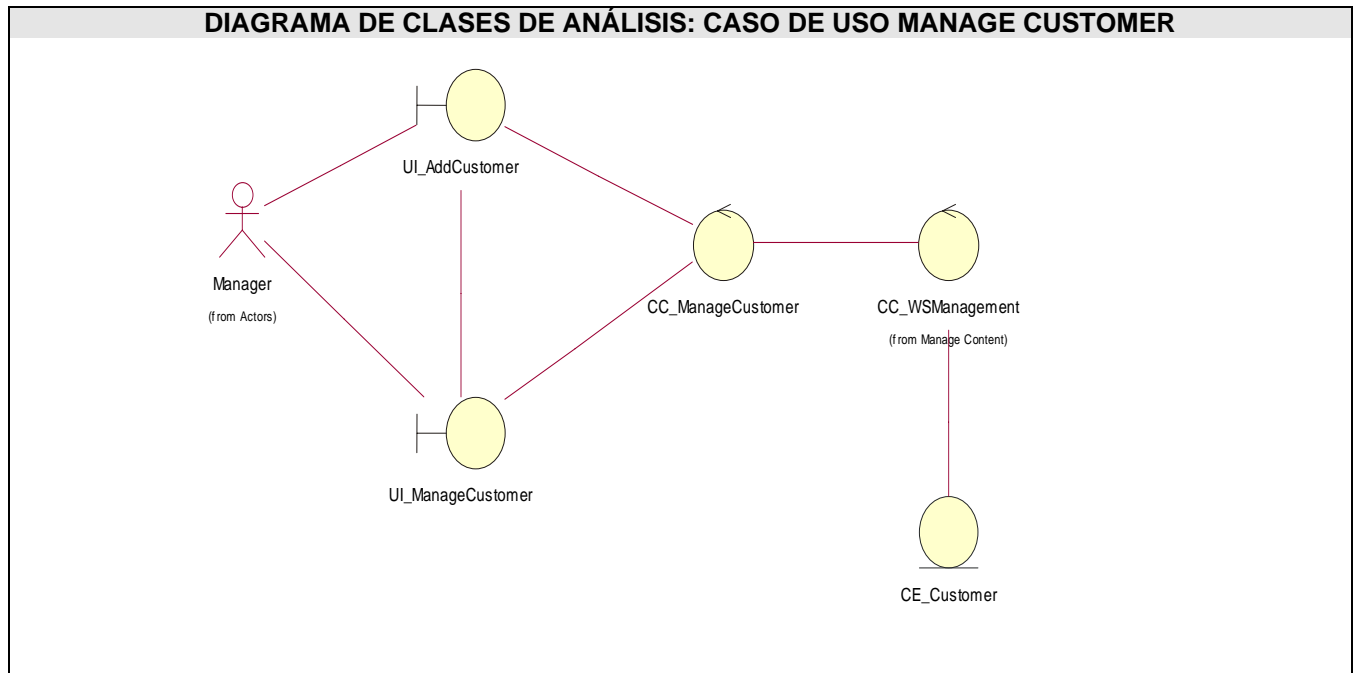 DIAGRAMA DE CLASES DE ANÁLISIS: CASO DE USO MANAGE CUSTOMER
UI_AddCustomer
Manager
(from Actors)
CC_ManageCustomer
CC_WSManagement
(from Manage Content)
UI_ManageCustomer
CE_Customer